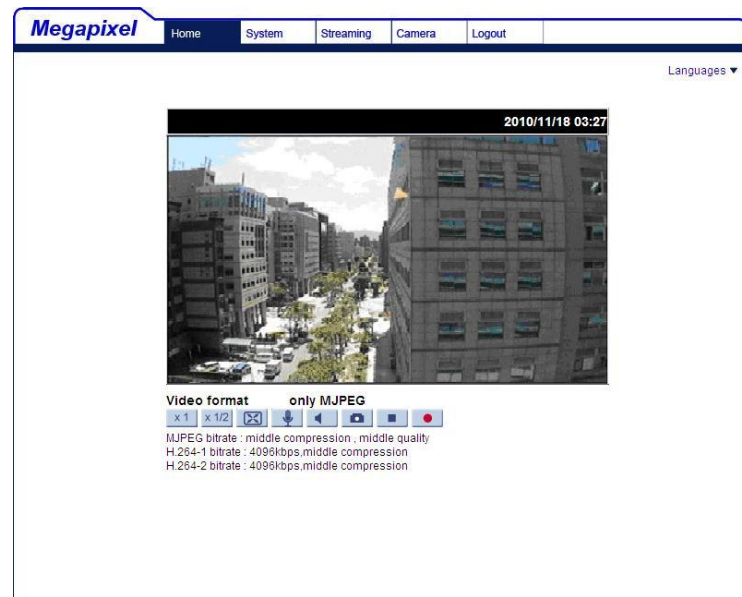 Megapixel
Home System Streaming Camera Logout
Languages ▼
2010/11/18 03:27
Video format only MJPEG
x 1 x 1/2
MJPEG bitrate : middle compression , middle quality
H.264-1 bitrate : 4096kbps,middle compression
H.264-2 bitrate : 4096kbps,middle compression